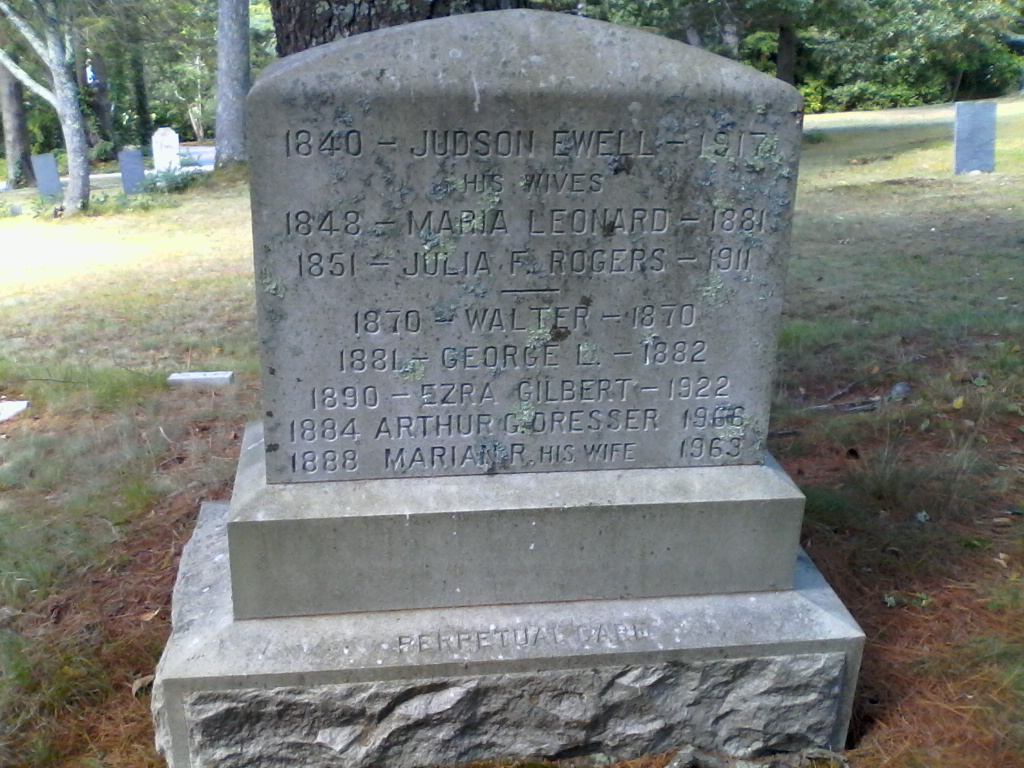 1840 – JUDSON EWELL – 1917
HIS WIVES
1848 – MARIA LEONARD – 1881
1851 – JULIA F. ROGERS – 1911
1870 – WALTER – 1870
1881 – GEORGE L. – 1882
1890 – EZRA GILBERT – 1922
1884 ARTHUR G. DRESSER 1966
1888 MARIAN R. HIS WIFE 1963
PERPETUAL CARE